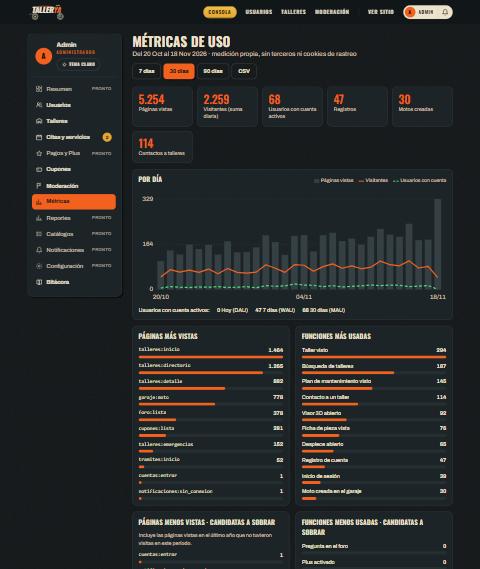 TALLERÍA
CONSOLA
USUARIOS
TALLERES
MODERACIÓN
VER SITIO
A
ADMIN
A
Admin
ADMINISTRADOR
TEMA CLARO
Resumen
PRONTO
Usuarios
Talleres
Citas y servicios
Pagos y Plus
PRONTO
Cupones
Moderación
Métricas
Reportes
PRONTO
Catálogos
PRONTO
Notificaciones
PRONTO
Configuración
PRONTO
Bitácora
MÉTRICAS DE USO
Del 20 Oct al 18 Nov 2026 · medición propia, sin terceros ni cookies de rastreo
7 días
30 días
90 días
CSV
5.254
Páginas vistas
2.259
Visitantes (suma
diaria)
68
Usuarios con cuenta
activos
47
Registros
30
Motos creadas
114
Contactos a talleres
POR DÍA
Páginas vistas
Visitantes
Usuarios con cuenta
329
164
0
20/10
04/11
18/11
Usuarios con cuenta activos:
0 Hoy (DAU)
47 7 días (WAU)
68 30 días (MAU)
PÁGINAS MÁS VISTAS
talleres:inicio
1.464
talleres:directorio
1.265
talleres:detalle
882
garaje:moto
778
foro:lista
378
cupones:lista
281
talleres:emergencias
152
tramites:inicio
52
cuentas:entrar
1
notificaciones:sin_conexion
1
FUNCIONES MÁS USADAS
Taller visto
294
Búsqueda de talleres
187
Plan de mantenimiento visto
145
Contacto a un taller
114
Visor 3D abierto
92
Ficha de pieza vista
76
Despiece abierto
65
Registro de cuenta
47
Inicio de sesión
39
Moto creada en el garaje
30
PÁGINAS MENOS VISTAS · CANDIDATAS A
SOBRAR
Incluye las páginas vistas en el último año que no tuvieron
visitas en este período.
cuentas:entrar
1
FUNCIONES MENOS USADAS · CANDIDATAS A
SOBRAR
Pregunta en el foro
0
Plus activado
0